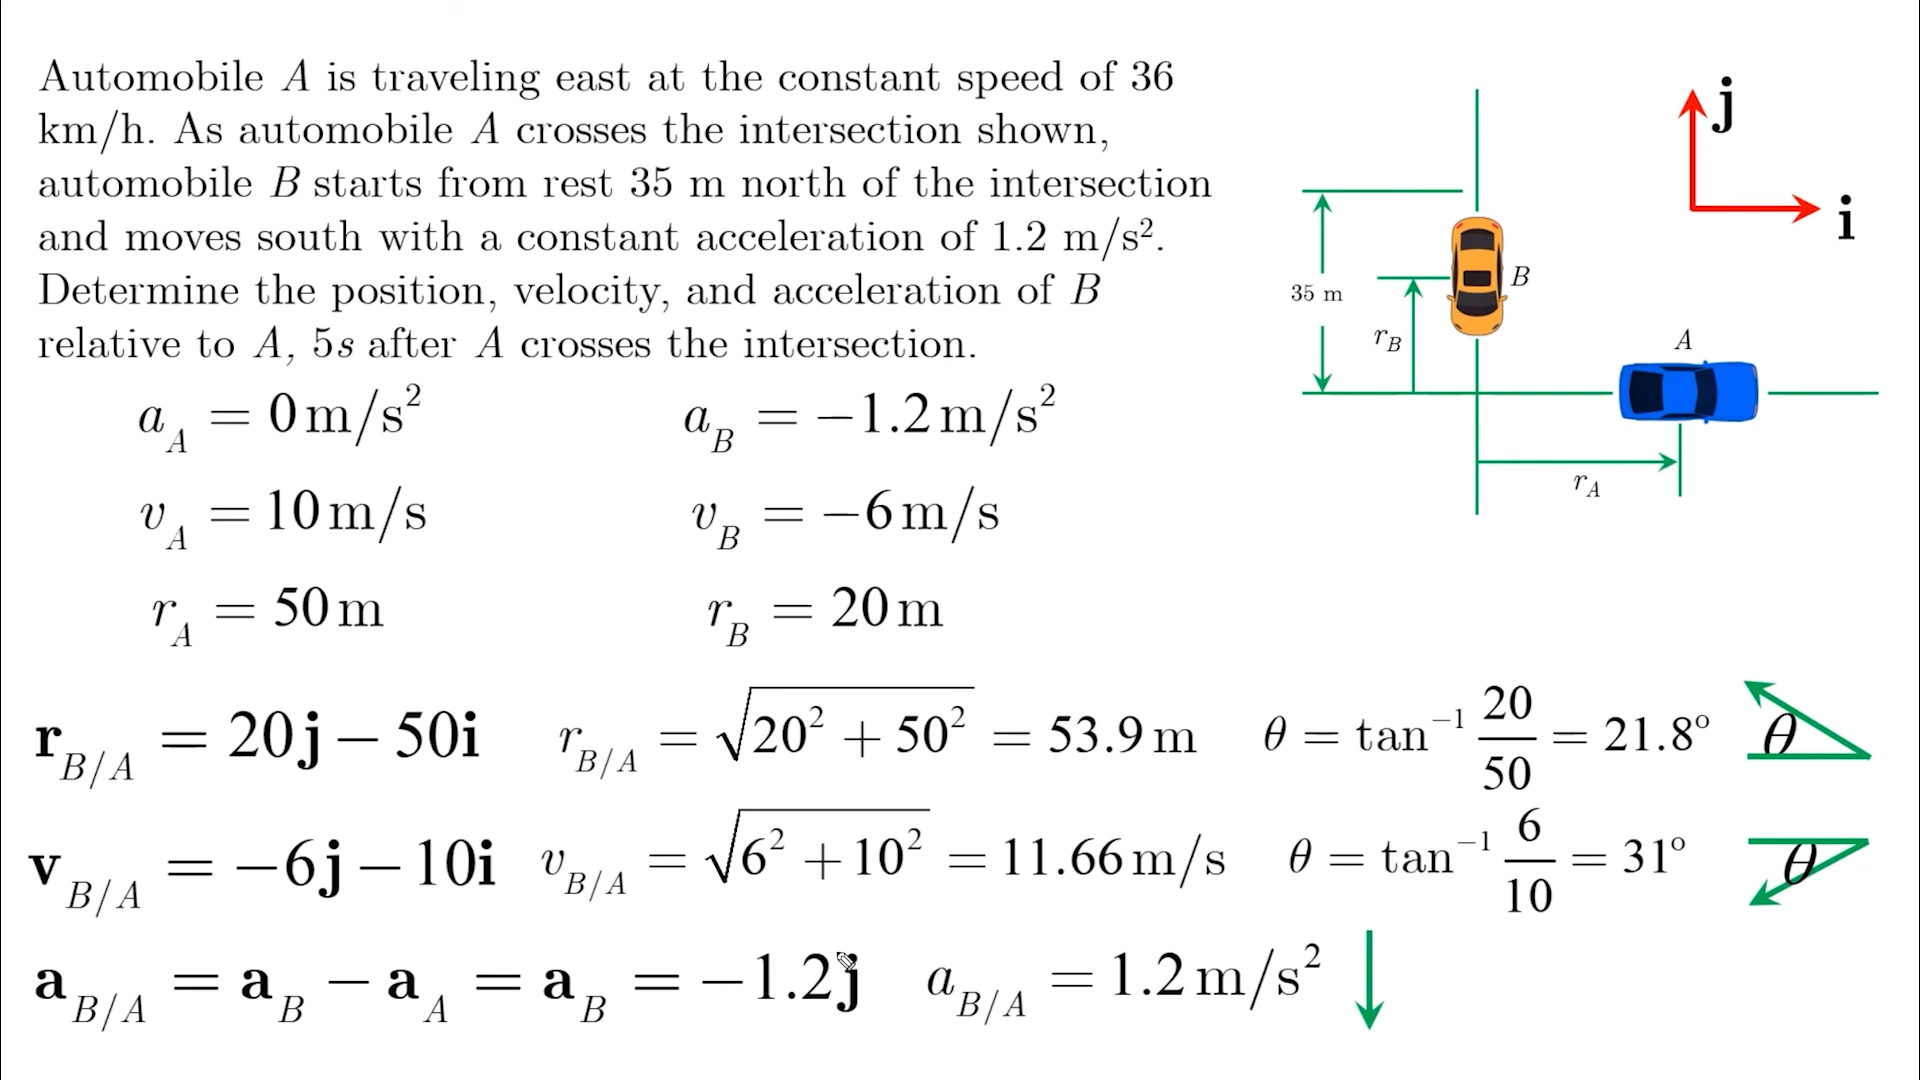 Automobile A is traveling east at the constant speed of 36
km/h. As automobile A crosses the intersection shown,
automobile B starts from rest 35 m north of the intersection
and moves south with a constant acceleration of 1.2 m/s².
Determine the position, velocity, and acceleration of B
relative to A, 5s after A crosses the intersection.
j
i
35 m
B
r_B
A
r_A
a_A = 0 m/s² a_B = −1.2 m/s²
v_A = 10 m/s v_B = −6 m/s
r_A = 50 m r_B = 20 m
r_B/A = 20j − 50i r_B/A = √(20² + 50²) = 53.9 m θ = tan⁻¹ 20/50 = 21.8° θ
v_B/A = −6j − 10i v_B/A = √(6² + 10²) = 11.66 m/s θ = tan⁻¹ 6/10 = 31° θ
a_B/A = a_B − a_A = a_B = −1.2j a_B/A = 1.2 m/s²